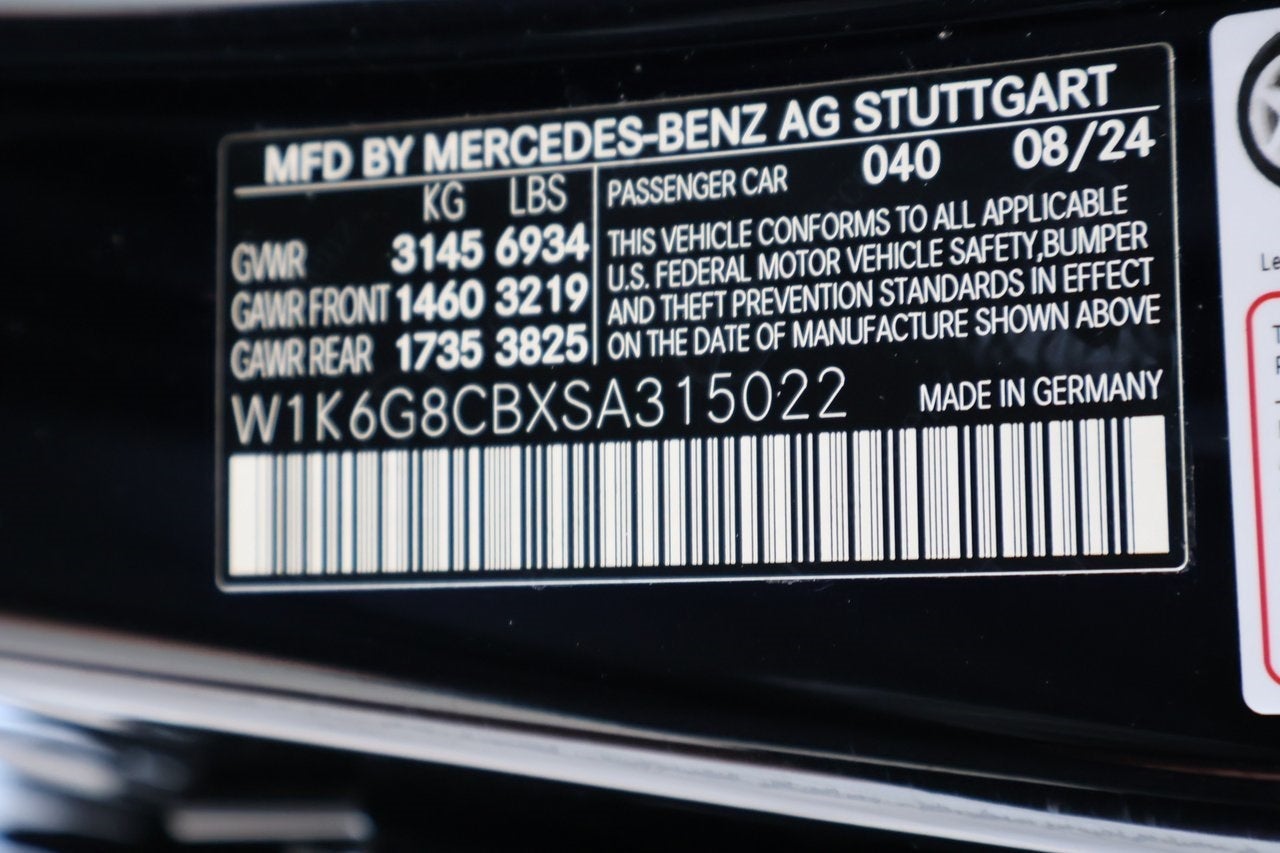 MFD BY MERCEDES-BENZ AG STUTTGART
KG LBS
GVWR 3145 6934
GAWR FRONT 1460 3219
GAWR REAR 1735 3825
PASSENGER CAR 040 08/24
THIS VEHICLE CONFORMS TO ALL APPLICABLE
U.S. FEDERAL MOTOR VEHICLE SAFETY,BUMPER
AND THEFT PREVENTION STANDARDS IN EFFECT
ON THE DATE OF MANUFACTURE SHOWN ABOVE
W1K6G8CBXSA315022
MADE IN GERMANY